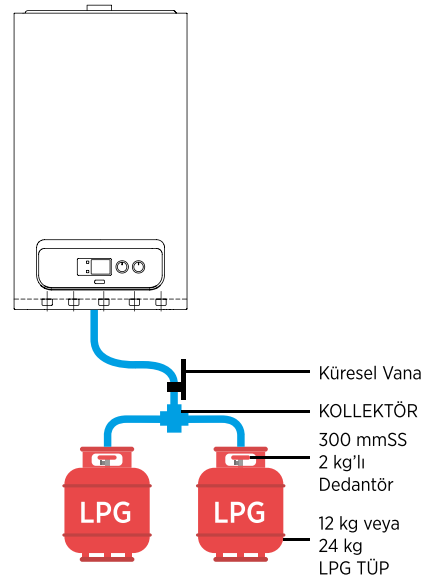 Küresel Vana
KOLLEKTÖR
300 mmSS
2 kg'lı
Dedantör
LPG
LPG
12 kg veya
24 kg
LPG TÜP